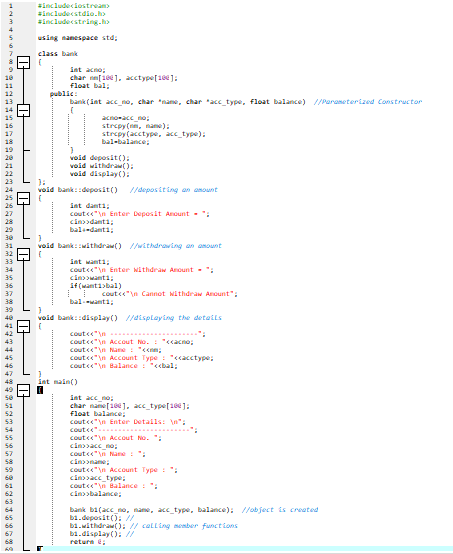 1 #include<iostream>
2 #include<stdio.h>
3 #include<string.h>
4
5 using namespace std;
6
7 class bank
8 {
9 int acno;
10 char nm[100], acctype[100];
11 float bal;
12 public:
13 bank(int acc_no, char *name, char *acc_type, float balance) //Parameterized Constructor
14 {
15 acno=acc_no;
16 strcpy(nm, name);
17 strcpy(acctype, acc_type);
18 bal=balance;
19 }
20 void deposit();
21 void withdraw();
22 void display();
23 };
24 void bank::deposit() //depositing an amount
25 {
26 int damt1;
27 cout<<"\n Enter Deposit Amount = ";
28 cin>>damt1;
29 bal+=damt1;
30 }
31 void bank::withdraw() //withdrawing an amount
32 {
33 int wamt1;
34 cout<<"\n Enter Withdraw Amount = ";
35 cin>>wamt1;
36 if(wamt1>bal)
37 cout<<"\n Cannot Withdraw Amount";
38 bal-=wamt1;
39 }
40 void bank::display() //displaying the details
41 {
42 cout<<"\n ----------------------";
43 cout<<"\n Accout No. : "<<acno;
44 cout<<"\n Name : "<<nm;
45 cout<<"\n Account Type : "<<acctype;
46 cout<<"\n Balance : "<<bal;
47 }
48 int main()
49 {
50 int acc_no;
51 char name[100], acc_type[100];
52 float balance;
53 cout<<"\n Enter Details: \n";
54 cout<<"-----------------------";
55 cout<<"\n Accout No. ";
56 cin>>acc_no;
57 cout<<"\n Name : ";
58 cin>>name;
59 cout<<"\n Account Type : ";
60 cin>>acc_type;
61 cout<<"\n Balance : ";
62 cin>>balance;
63
64 bank b1(acc_no, name, acc_type, balance); //object is created
65 b1.deposit(); //
66 b1.withdraw(); // calling member functions
67 b1.display(); //
68 return 0;
69 }